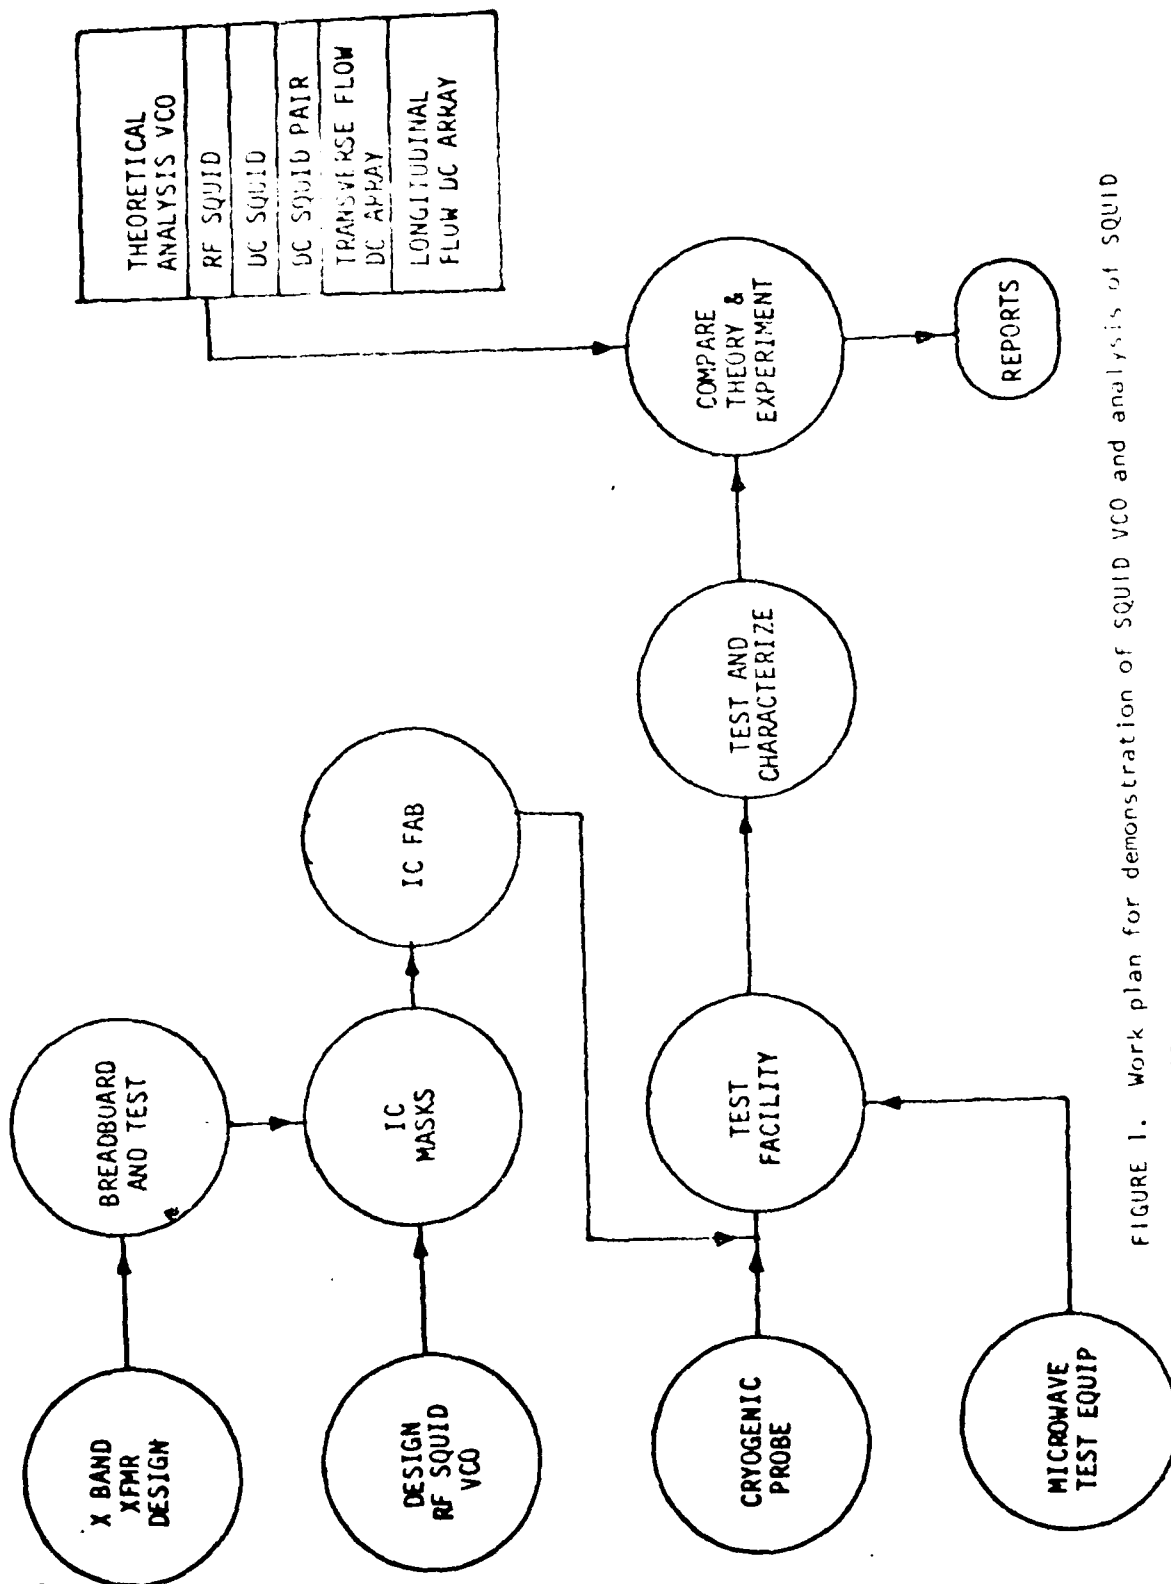 X BAND
XFMR
DESIGN
BREADBOARD
AND TEST
DESIGN
RF SQUID
VCO
IC
MASKS
IC FAB
CRYOGENIC
PROBE
TEST
FACILITY
MICROWAVE
TEST EQUIP
TEST AND
CHARACTERIZE
COMPARE
THEORY &
EXPERIMENT
REPORTS
THEORETICAL
ANALYSIS VCO
RF SQUID
DC SQUID
DC SQUID PAIR
TRANSVERSE FLOW
DC ARRAY
LONGITUDINAL
FLOW DC ARRAY
FIGURE 1. Work plan for demonstration of SQUID VCO and analysis of SQUID